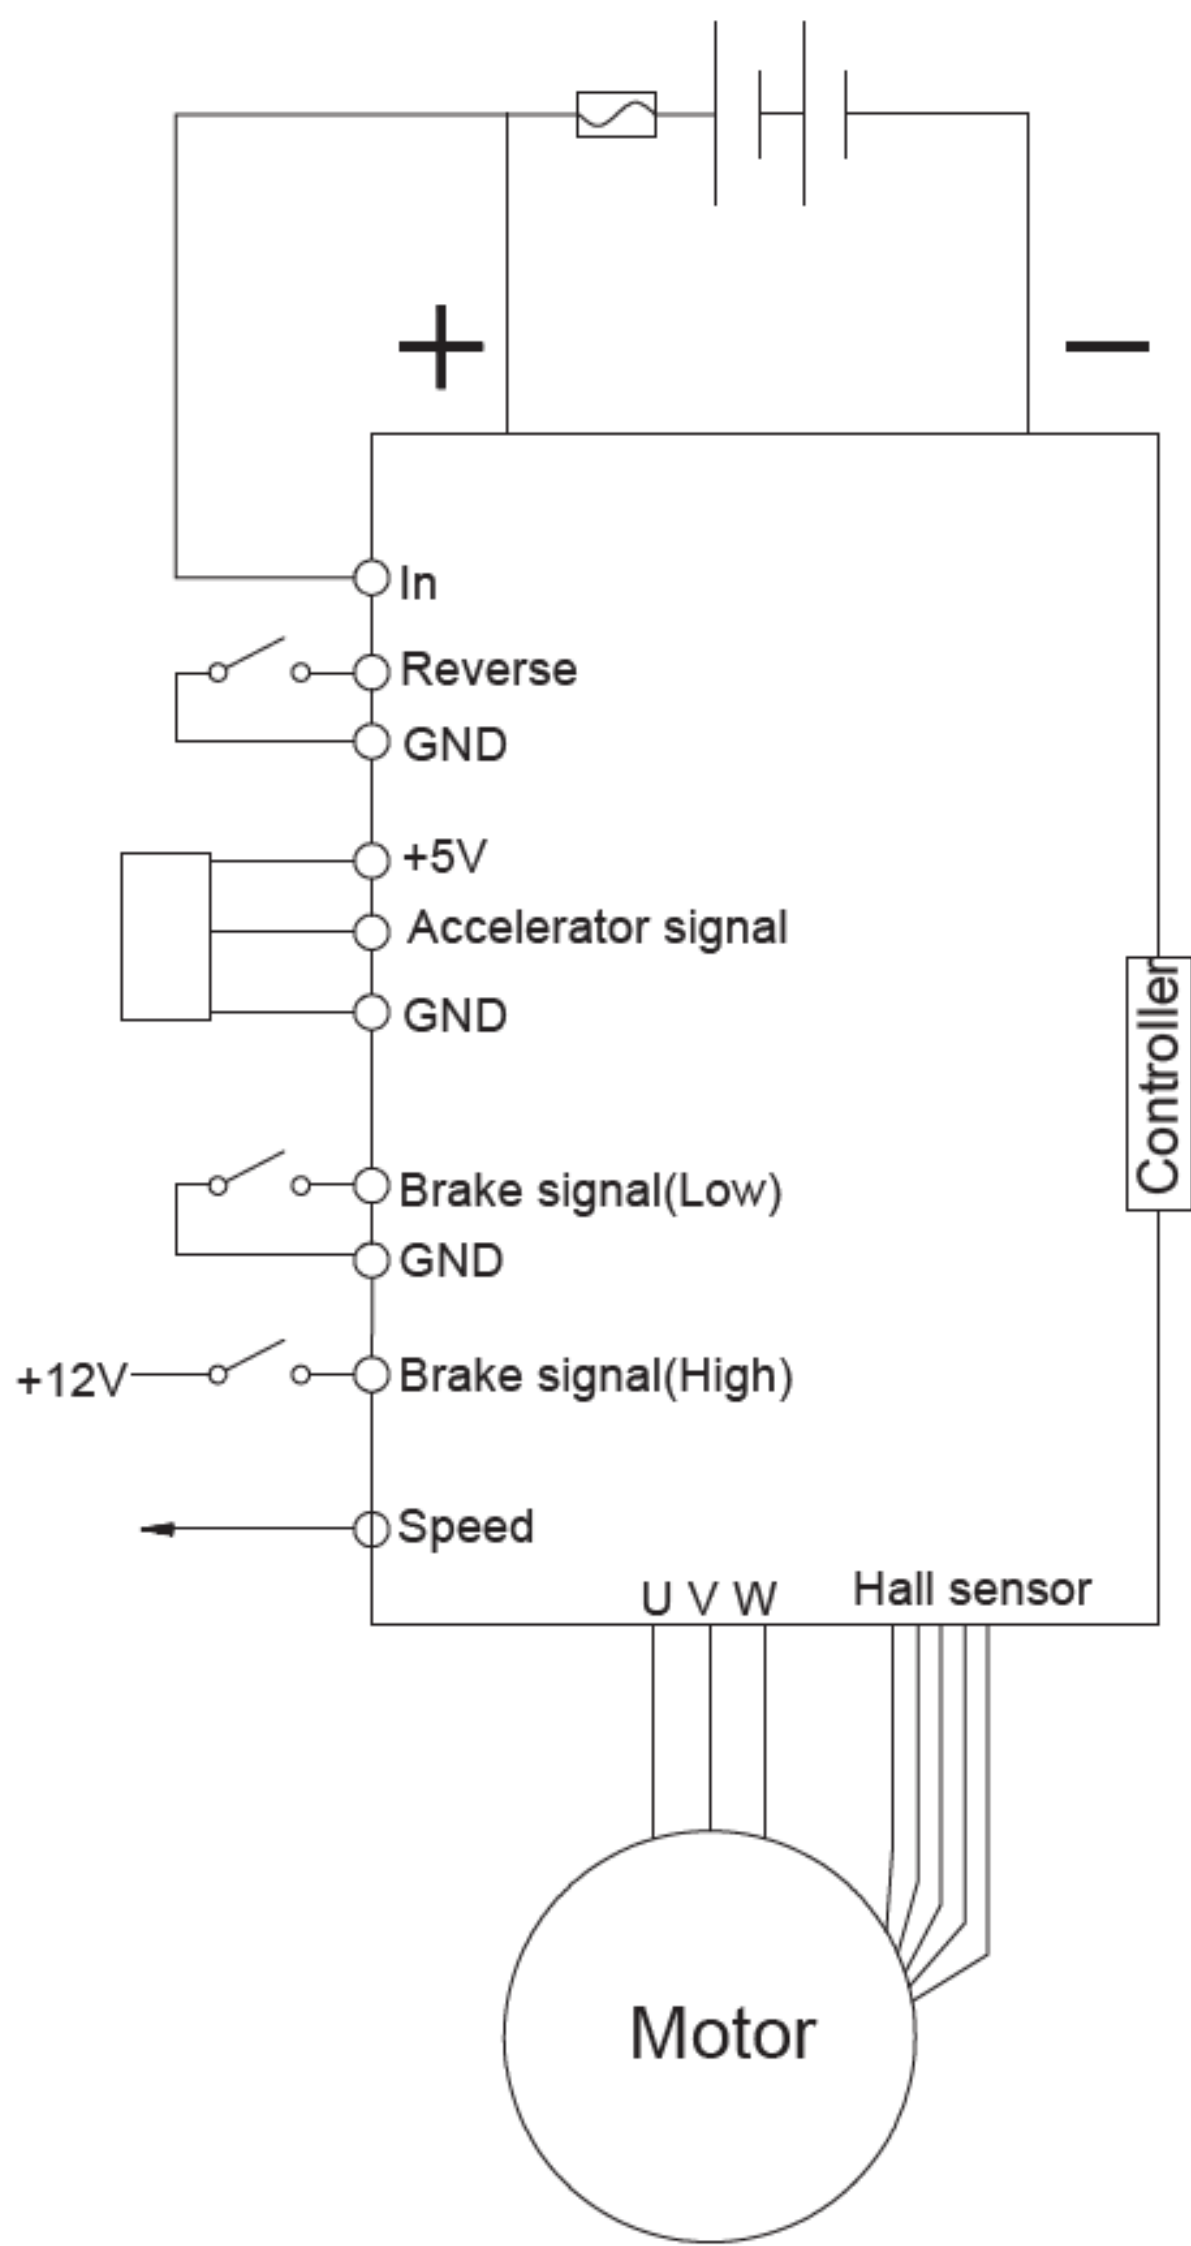 + −
In
Reverse
GND
+5V
Accelerator signal
GND
Controller
Brake signal(Low)
GND
+12V Brake signal(High)
Speed
U V W Hall sensor
Motor